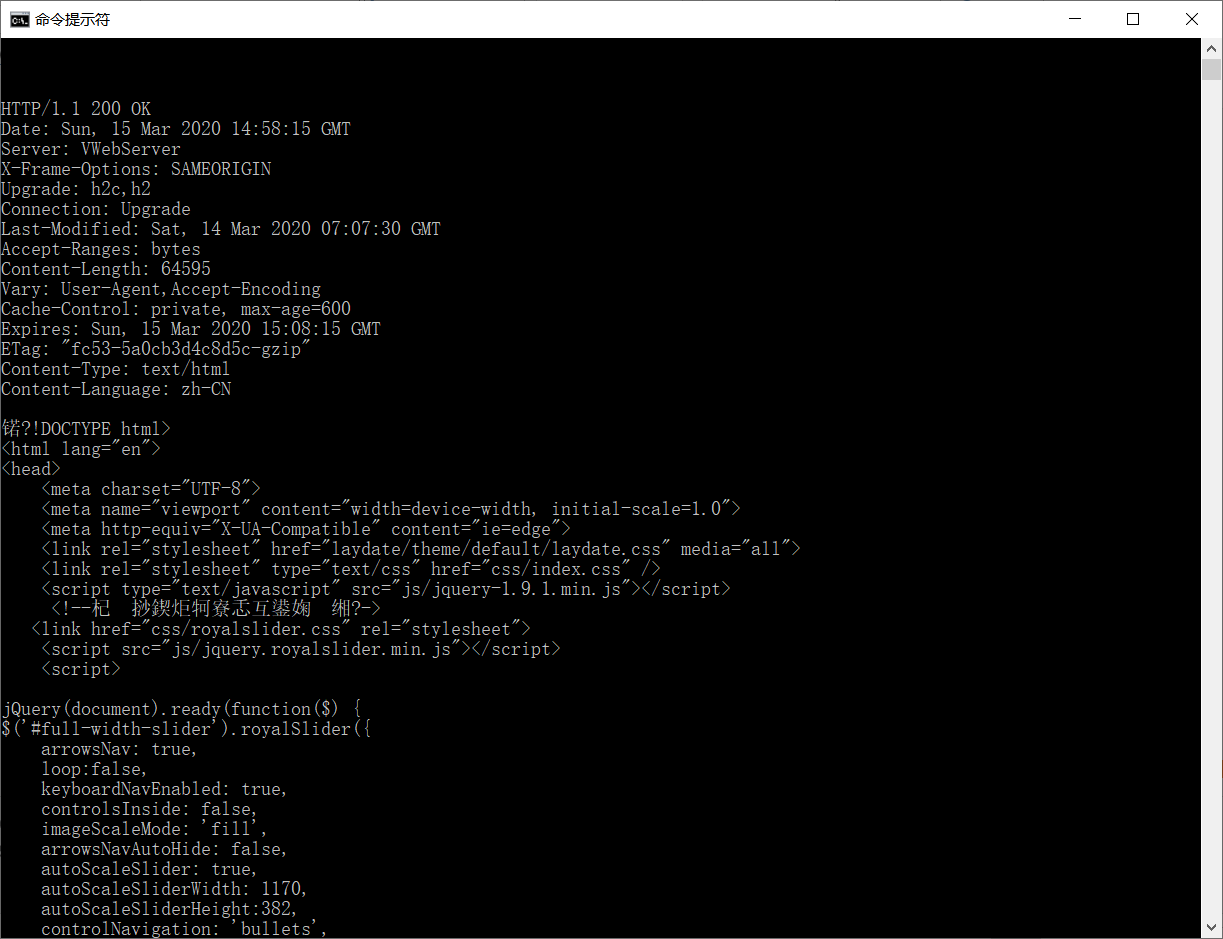 命令提示符
HTTP/1.1 200 OK
Date: Sun, 15 Mar 2020 14:58:15 GMT
Server: VWebServer
X-Frame-Options: SAMEORIGIN
Upgrade: h2c,h2
Connection: Upgrade
Last-Modified: Sat, 14 Mar 2020 07:07:30 GMT
Accept-Ranges: bytes
Content-Length: 64595
Vary: User-Agent,Accept-Encoding
Cache-Control: private, max-age=600
Expires: Sun, 15 Mar 2020 15:08:15 GMT
ETag: "fc53-5a0cb3d4c8d5c-gzip"
Content-Type: text/html
Content-Language: zh-CN
锘?!DOCTYPE html>
<html lang="en">
<head>
    <meta charset="UTF-8">
    <meta name="viewport" content="width=device-width, initial-scale=1.0">
    <meta http-equiv="X-UA-Compatible" content="ie=edge">
    <link rel="stylesheet" href="laydate/theme/default/laydate.css" media="all">
    <link rel="stylesheet" type="text/css" href="css/index.css" />
    <script type="text/javascript" src="js/jquery-1.9.1.min.js"></script>
     <!--杞  挱鍥炬牱寮忎互鍙婅  缃?->
   <link href="css/royalslider.css" rel="stylesheet">
    <script src="js/jquery.royalslider.min.js"></script>
    <script>
jQuery(document).ready(function($) {
$('#full-width-slider').royalSlider({
    arrowsNav: true,
    loop:false,
    keyboardNavEnabled: true,
    controlsInside: false,
    imageScaleMode: 'fill',
    arrowsNavAutoHide: false,
    autoScaleSlider: true,
    autoScaleSliderWidth: 1170,
    autoScaleSliderHeight:382,
    controlNavigation: 'bullets',